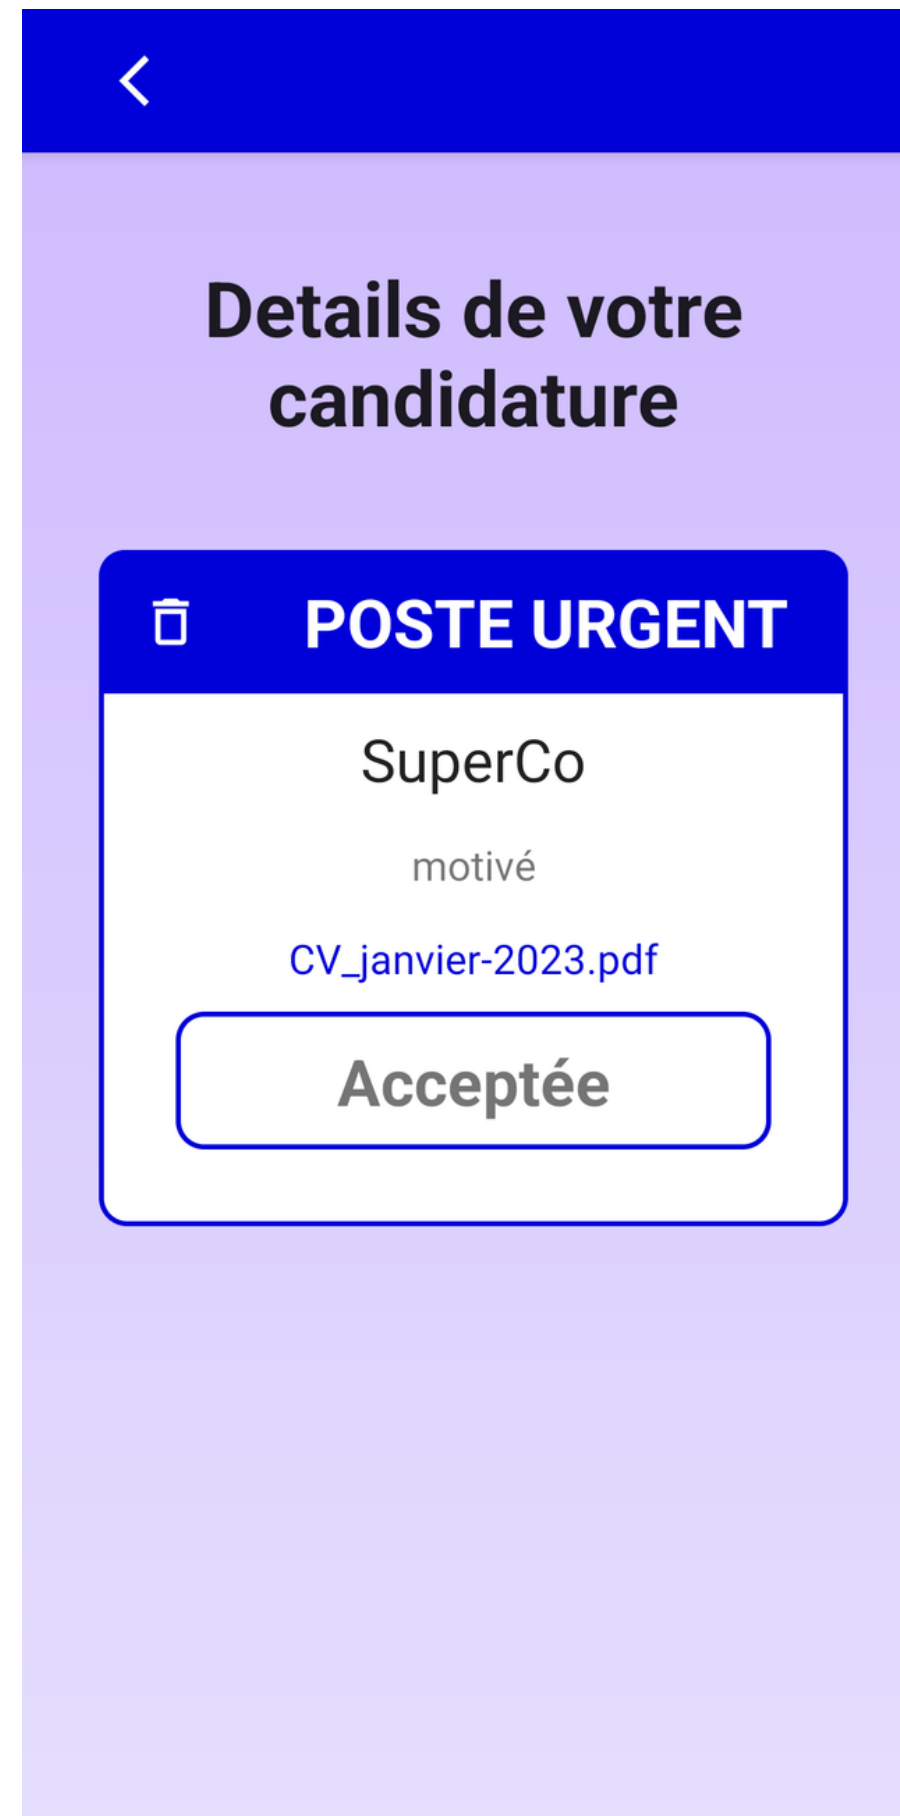 Details de votre
candidature
POSTE URGENT
SuperCo
motivé
CV_janvier-2023.pdf
Acceptée